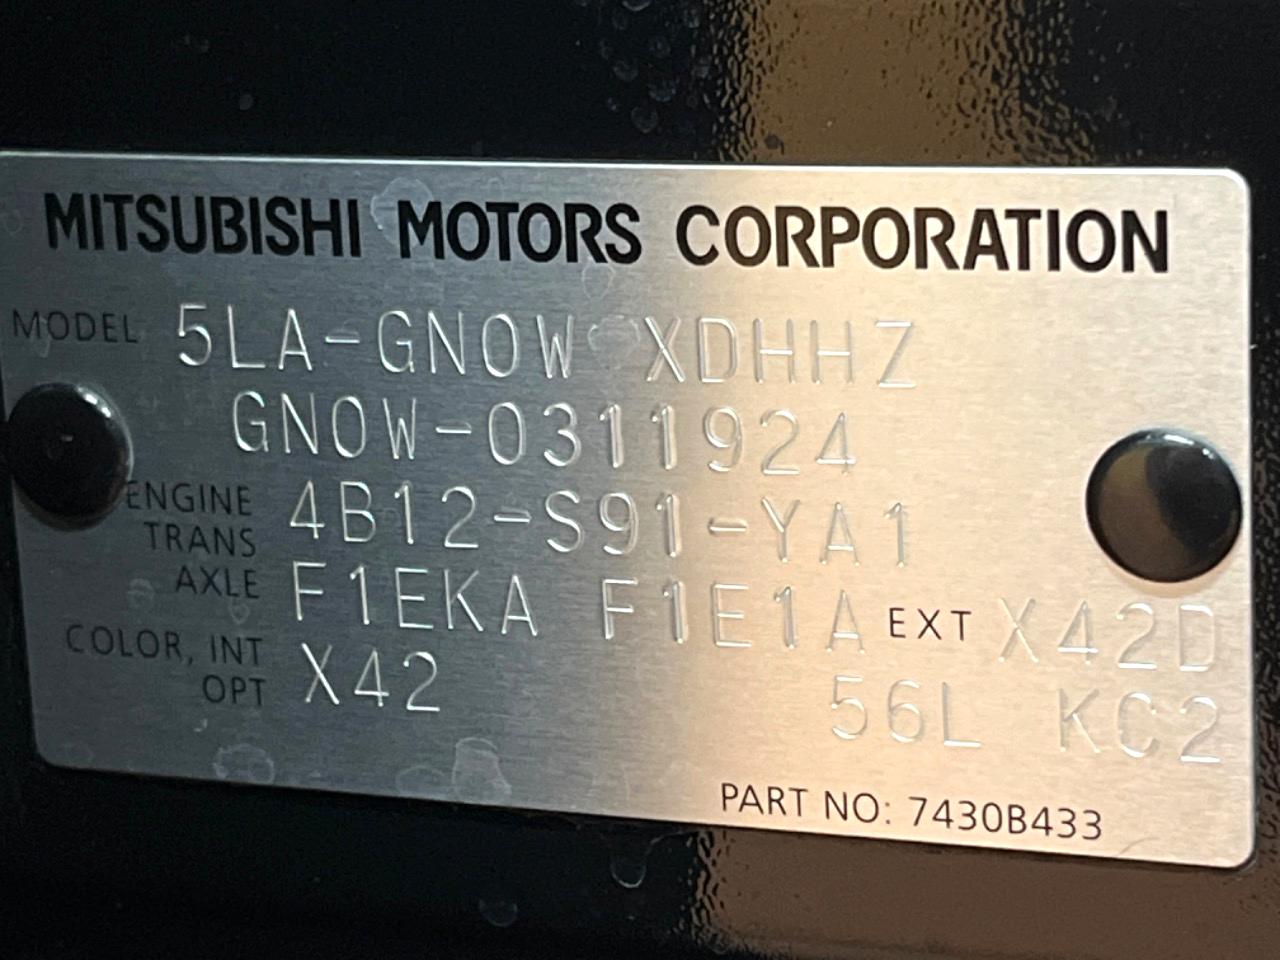 MITSUBISHI MOTORS CORPORATION
MODEL 5LA-GN0W XDHHZ
GN0W-0311924
ENGINE 4B12-S91-YA1
TRANS
AXLE F1EKA F1E1A EXT X42D
COLOR, INT X42
OPT 56L KC2
PART NO: 7430B433